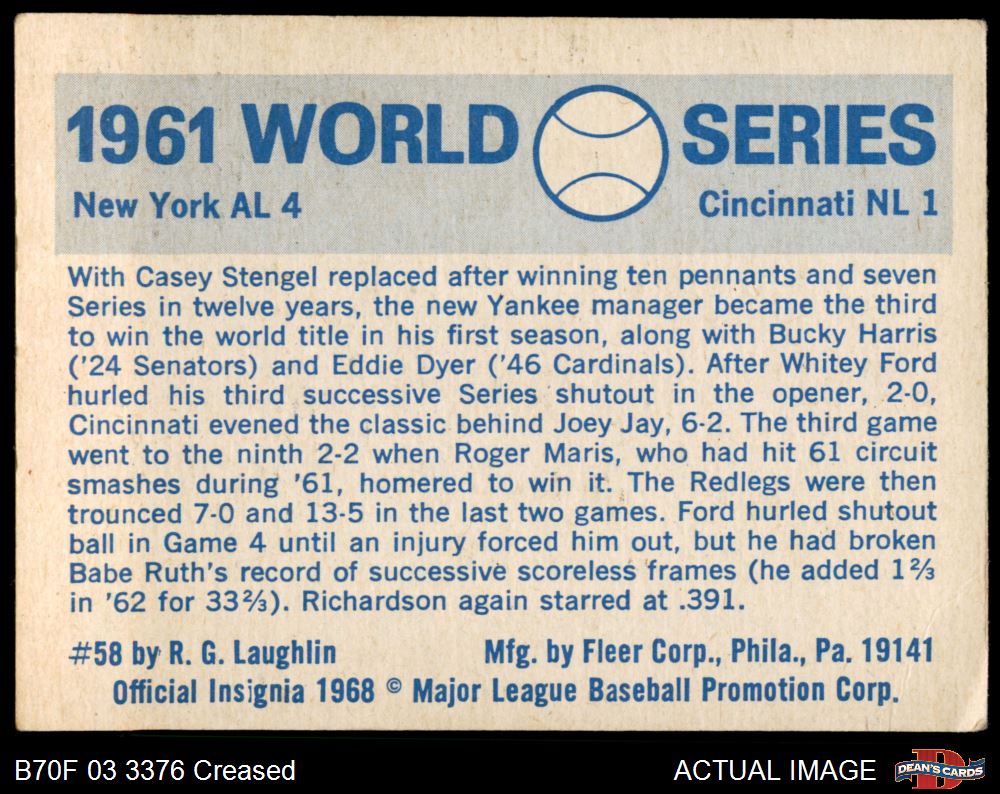 1961 WORLD SERIES
New York AL 4 Cincinnati NL 1
With Casey Stengel replaced after winning ten pennants and seven
Series in twelve years, the new Yankee manager became the third
to win the world title in his first season, along with Bucky Harris
('24 Senators) and Eddie Dyer ('46 Cardinals). After Whitey Ford
hurled his third successive Series shutout in the opener, 2-0,
Cincinnati evened the classic behind Joey Jay, 6-2. The third game
went to the ninth 2-2 when Roger Maris, who had hit 61 circuit
smashes during '61, homered to win it. The Redlegs were then
trounced 7-0 and 13-5 in the last two games. Ford hurled shutout
ball in Game 4 until an injury forced him out, but he had broken
Babe Ruth's record of successive scoreless frames (he added 1⅔
in '62 for 33⅔). Richardson again starred at .391.
#58 by R. G. Laughlin Mfg. by Fleer Corp., Phila., Pa. 19141
Official Insignia 1968 © Major League Baseball Promotion Corp.
B70F 03 3376 Creased ACTUAL IMAGE D DEAN'S CARDS